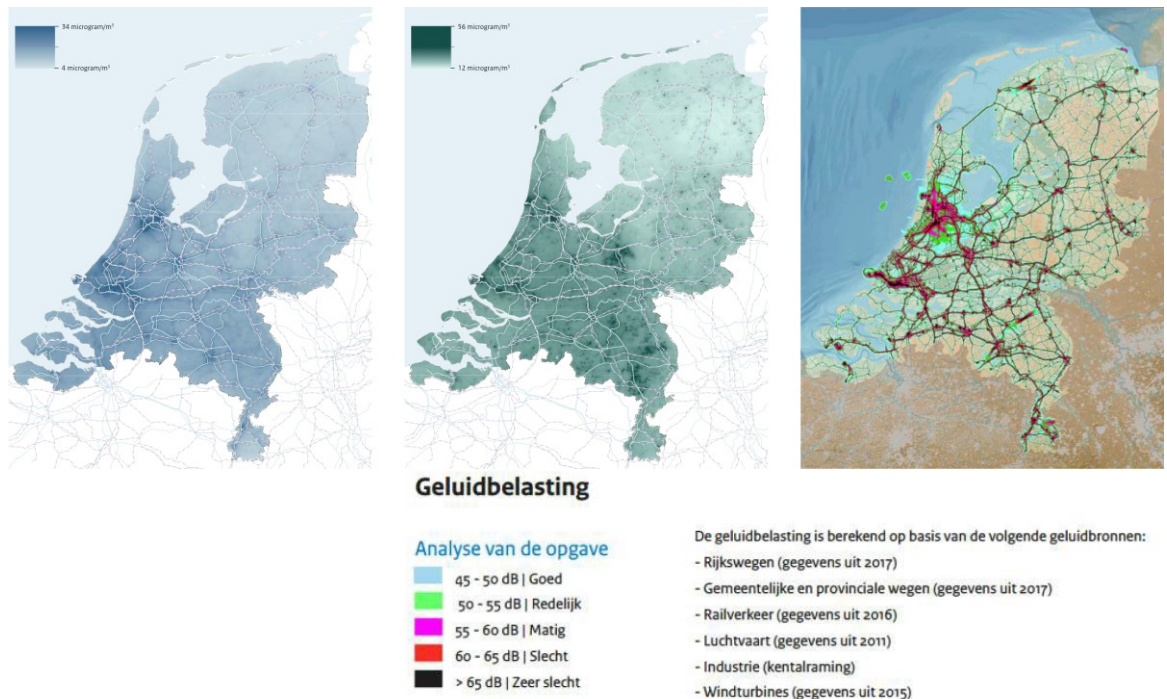 34 microgram/m³
4 microgram/m³
56 microgram/m³
12 microgram/m³
Geluidbelasting
Analyse van de opgave
45 - 50 dB | Goed
50 - 55 dB | Redelijk
55 - 60 dB | Matig
60 - 65 dB | Slecht
> 65 dB | Zeer slecht
De geluidbelasting is berekend op basis van de volgende geluidbronnen:
- Rijkswegen (gegevens uit 2017)
- Gemeentelijke en provinciale wegen (gegevens uit 2017)
- Railverkeer (gegevens uit 2016)
- Luchtvaart (gegevens uit 2011)
- Industrie (kentalraming)
- Windturbines (gegevens uit 2015)